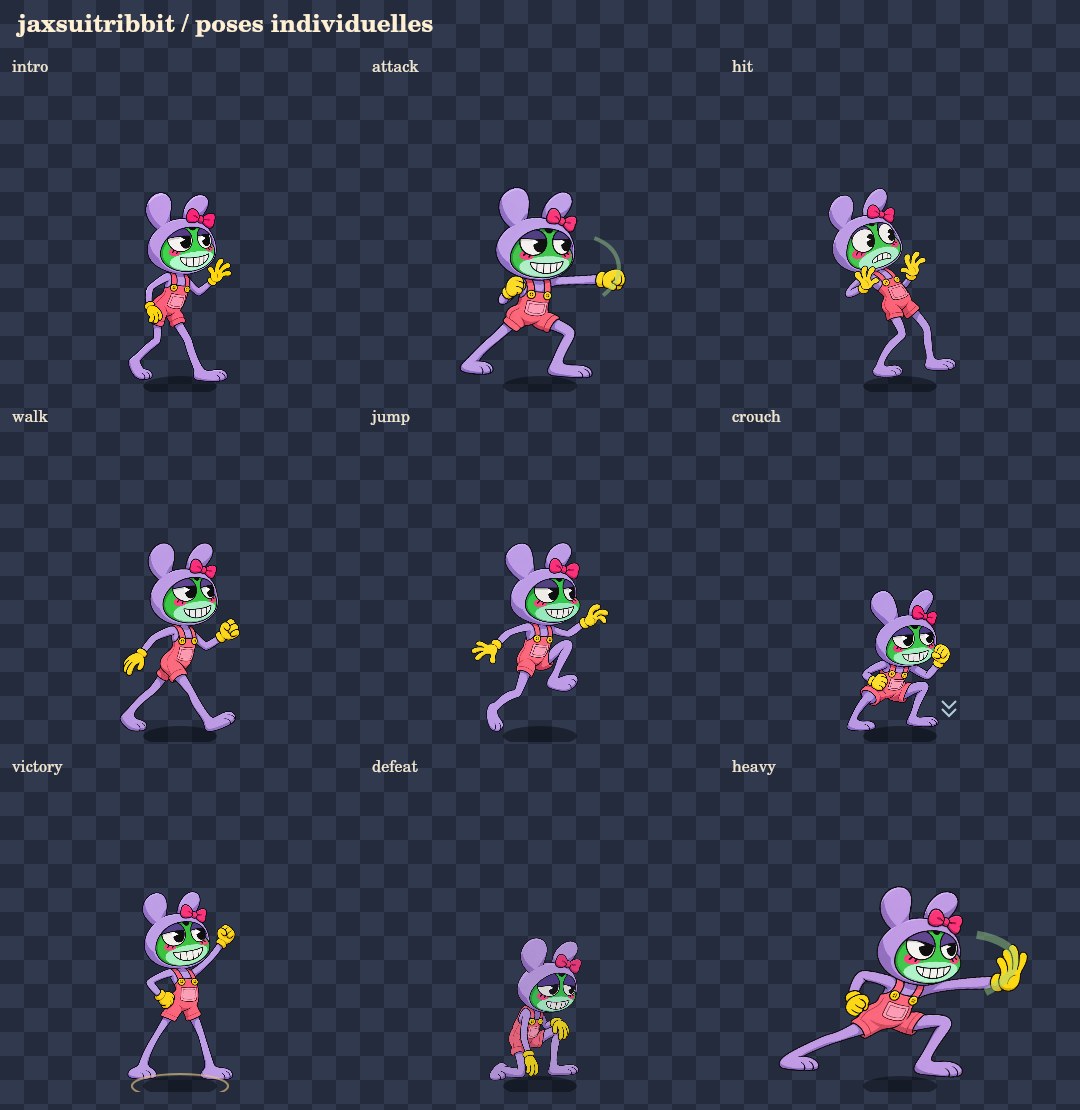 jaxsuitribbit / poses individuelles
intro
attack
hit
walk
jump
crouch
victory
defeat
heavy